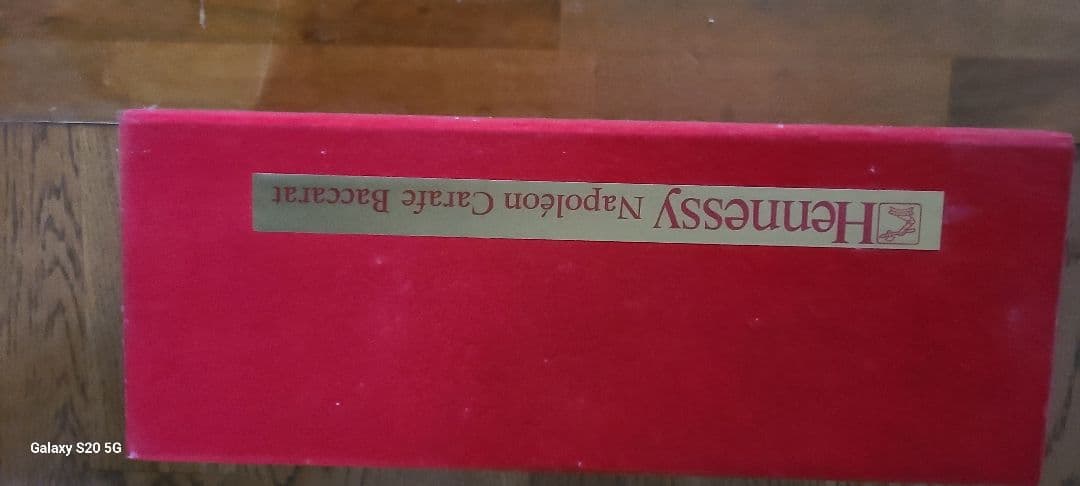 Hennessy Napoléon Carafe Baccarat
Galaxy S20 5G